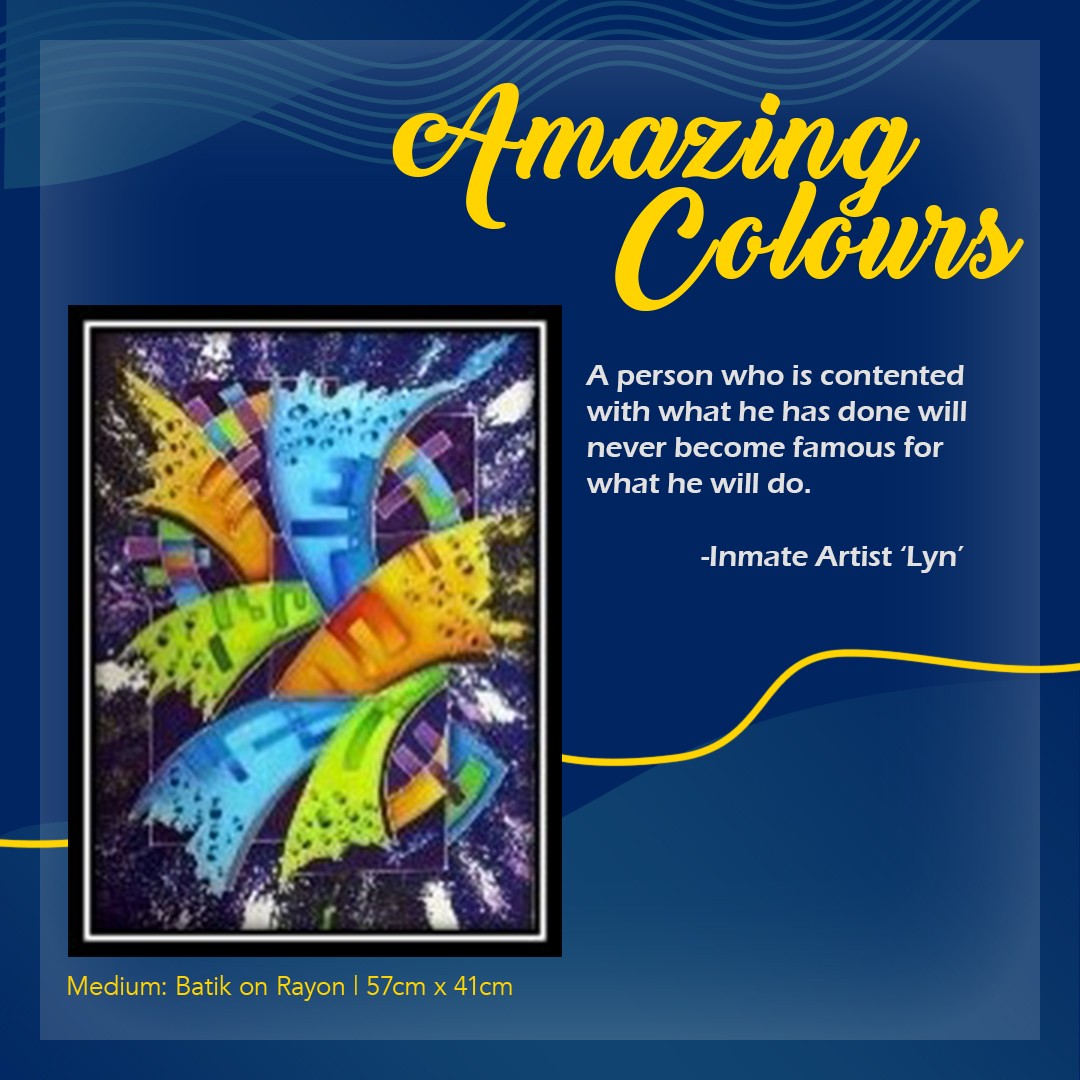 Amazing
Colours
A person who is contented
with what he has done will
never become famous for
what he will do.
-Inmate Artist ‘Lyn’
Medium: Batik on Rayon | 57cm x 41cm